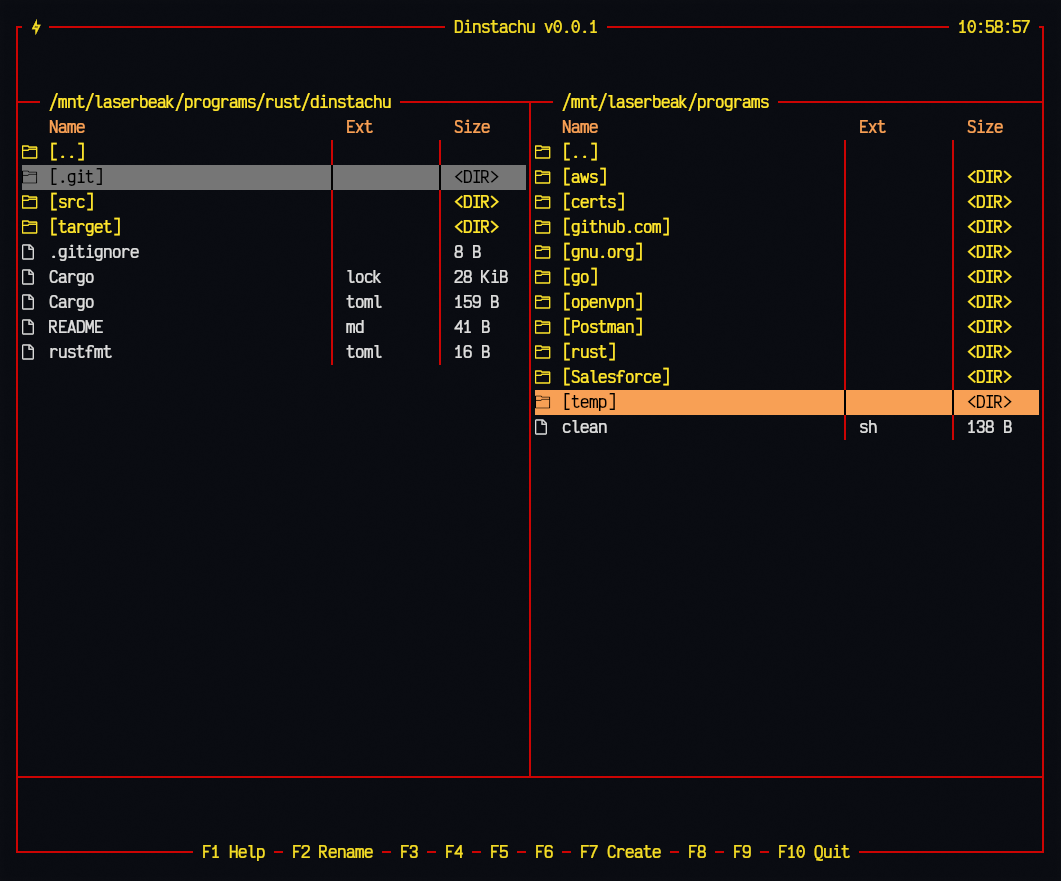 Dinstachu v0.0.1 10:58:57
/mnt/laserbeak/programs/rust/dinstachu
Name Ext Size
[..]
[.git] <DIR>
[src] <DIR>
[target] <DIR>
.gitignore 8 B
Cargo lock 28 KiB
Cargo toml 159 B
README md 41 B
rustfmt toml 16 B
/mnt/laserbeak/programs
Name Ext Size
[..]
[aws] <DIR>
[certs] <DIR>
[github.com] <DIR>
[gnu.org] <DIR>
[go] <DIR>
[openvpn] <DIR>
[Postman] <DIR>
[rust] <DIR>
[Salesforce] <DIR>
[temp] <DIR>
clean sh 138 B
F1 Help - F2 Rename - F3 - F4 - F5 - F6 - F7 Create - F8 - F9 - F10 Quit